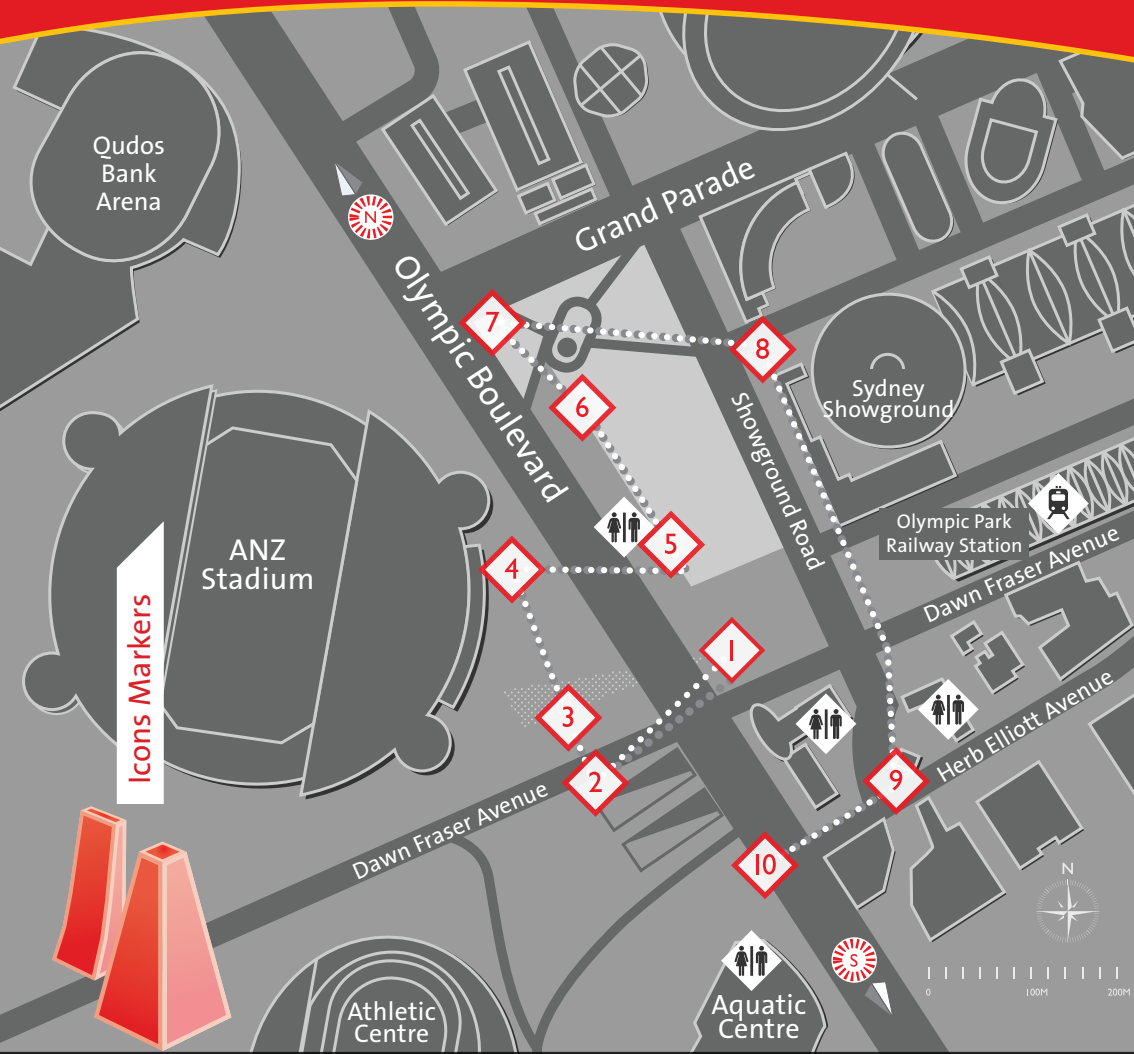 Qudos
Bank
Arena
N
Grand Parade
Olympic Boulevard
7
8
6
Sydney
Showground
Showground Road
5
4
ANZ
Stadium
Olympic Park
Railway Station
Dawn Fraser Avenue
Icons Markers
1
3
2
9
Herb Elliott Avenue
Dawn Fraser Avenue
10
N
S
0
100M
200M
Athletic
Centre
Aquatic
Centre